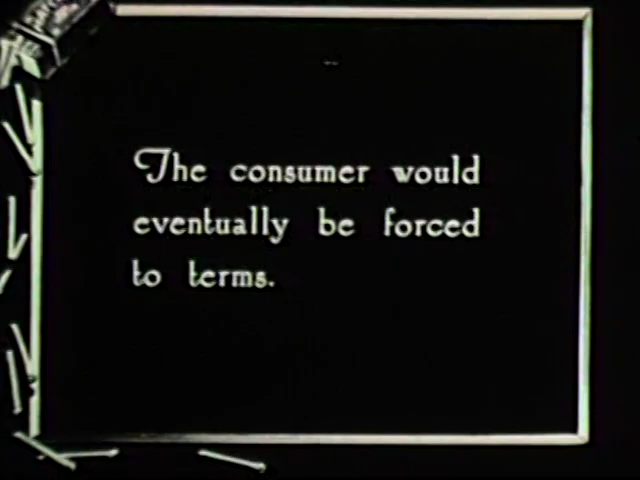 The consumer would
eventually be forced
to terms.